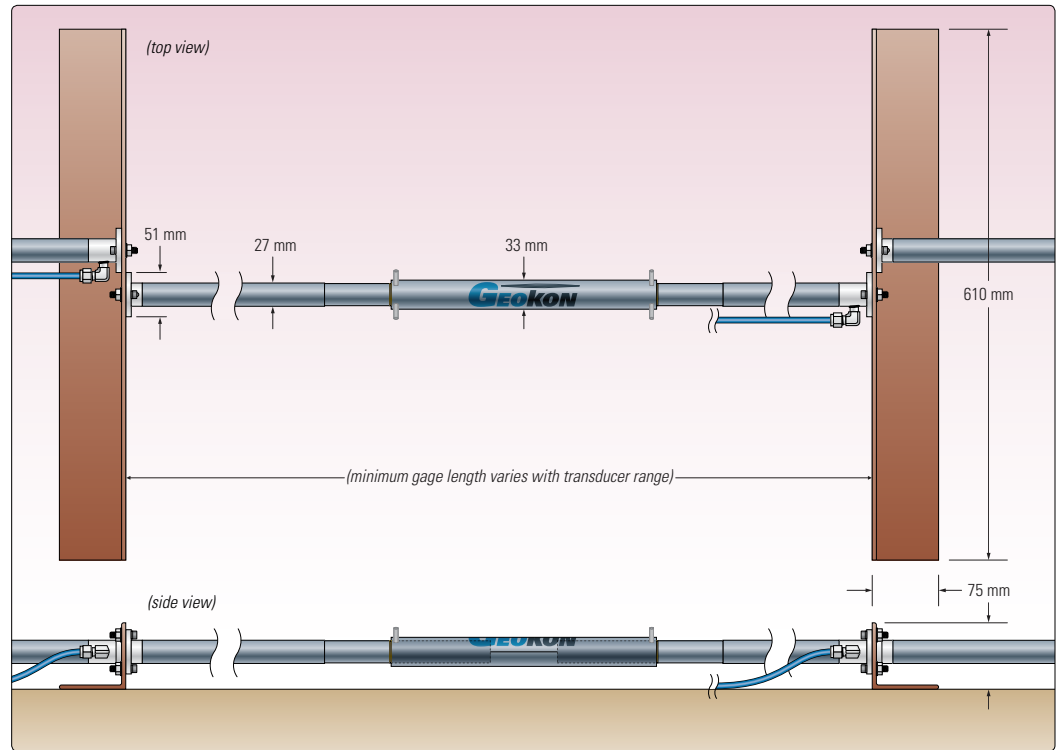 (top view)
51 mm
27 mm
33 mm
GEOKON
610 mm
(minimum gage length varies with transducer range)
75 mm
(side view)
GEOKON